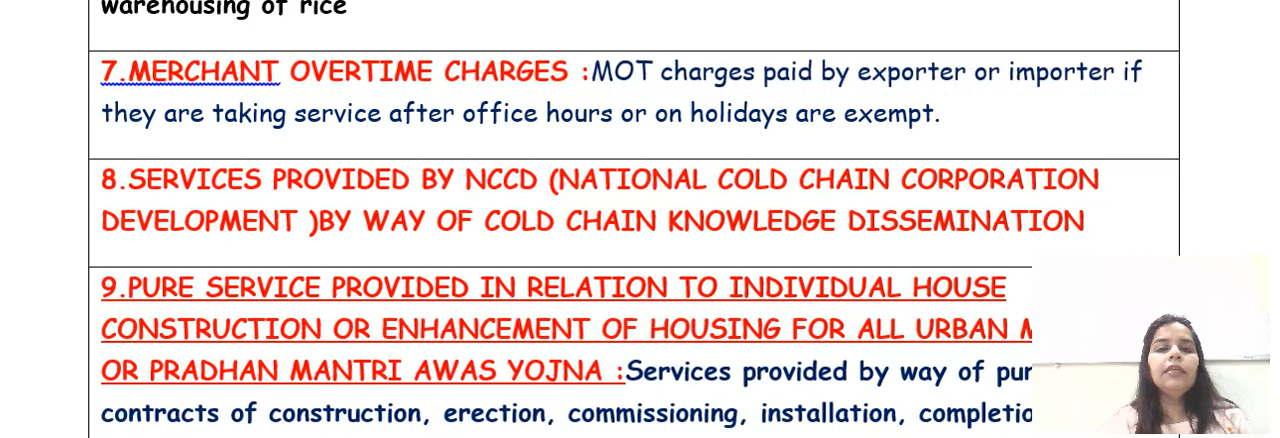 warehousing of rice
7.MERCHANT OVERTIME CHARGES :MOT charges paid by exporter or importer if
they are taking service after office hours or on holidays are exempt.
8.SERVICES PROVIDED BY NCCD (NATIONAL COLD CHAIN CORPORATION
DEVELOPMENT )BY WAY OF COLD CHAIN KNOWLEDGE DISSEMINATION
9.PURE SERVICE PROVIDED IN RELATION TO INDIVIDUAL HOUSE
CONSTRUCTION OR ENHANCEMENT OF HOUSING FOR ALL URBAN
OR PRADHAN MANTRI AWAS YOJNA :Services provided by way of
contracts of construction, erection, commissioning, installation,